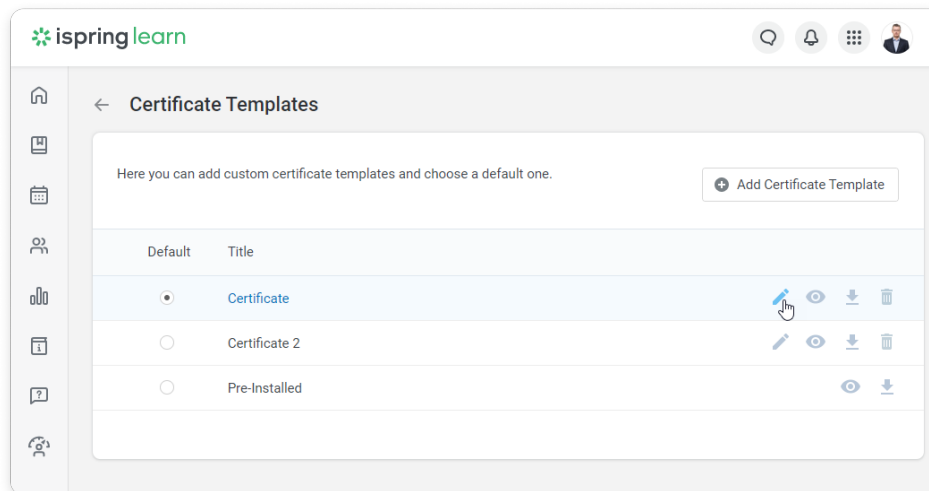 ispring learn
Certificate Templates
Here you can add custom certificate templates and choose a default one.
Add Certificate Template
Default Title
Certificate
Certificate 2
Pre-Installed